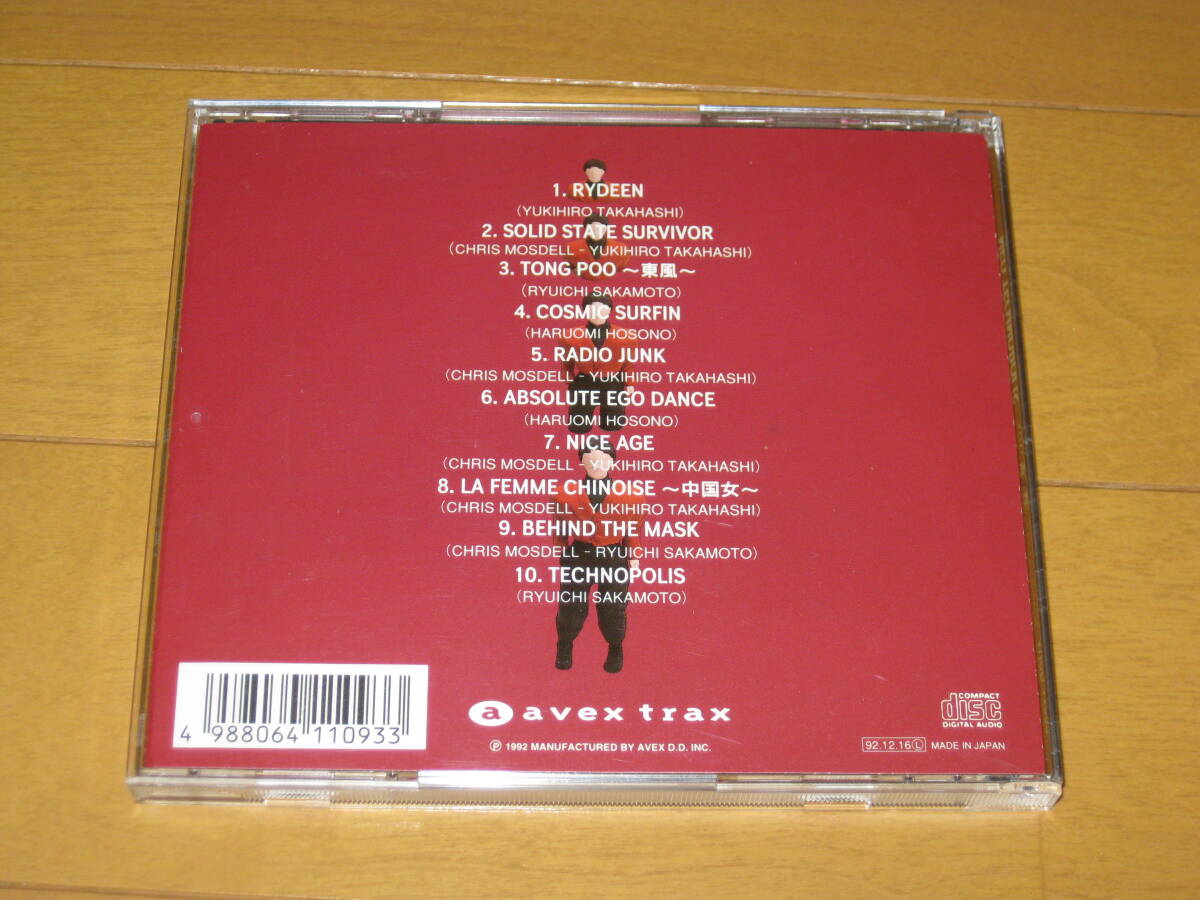 1. RYDEEN
(YUKIHIRO TAKAHASHI)
2. SOLID STATE SURVIVOR
(CHRIS MOSDELL - YUKIHIRO TAKAHASHI)
3. TONG POO ～東風～
(RYUICHI SAKAMOTO)
4. COSMIC SURFIN
(HARUOMI HOSONO)
5. RADIO JUNK
(CHRIS MOSDELL - YUKIHIRO TAKAHASHI)
6. ABSOLUTE EGO DANCE
(HARUOMI HOSONO)
7. NICE AGE
(CHRIS MOSDELL - YUKIHIRO TAKAHASHI)
8. LA FEMME CHINOISE ～中国女～
(CHRIS MOSDELL - YUKIHIRO TAKAHASHI)
9. BEHIND THE MASK
(CHRIS MOSDELL - RYUICHI SAKAMOTO)
10. TECHNOPOLIS
(RYUICHI SAKAMOTO)
4 988064 110933
a avex trax
Ⓟ 1992 MANUFACTURED BY AVEX D.D. INC.
COMPACT
disc
DIGITAL AUDIO
92.12.16 Ⓛ MADE IN JAPAN